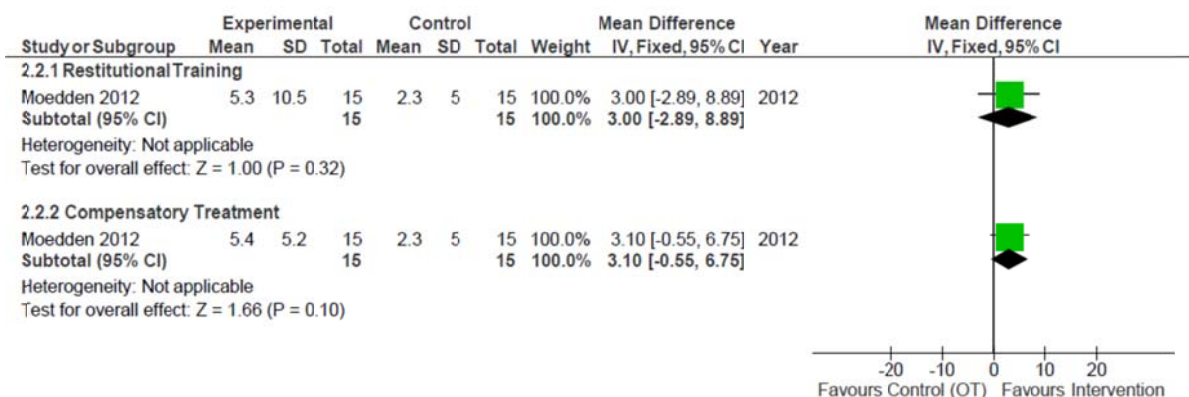 Experimental Control Mean Difference Mean Difference
Study or Subgroup Mean SD Total Mean SD Total Weight IV, Fixed, 95% CI Year IV, Fixed, 95% CI
2.2.1 Restitutional Training
Moedden 2012 5.3 10.5 15 2.3 5 15 100.0% 3.00 [-2.89, 8.89] 2012
Subtotal (95% CI) 15 15 100.0% 3.00 [-2.89, 8.89]
Heterogeneity: Not applicable
Test for overall effect: Z = 1.00 (P = 0.32)
2.2.2 Compensatory Treatment
Moedden 2012 5.4 5.2 15 2.3 5 15 100.0% 3.10 [-0.55, 6.75] 2012
Subtotal (95% CI) 15 15 100.0% 3.10 [-0.55, 6.75]
Heterogeneity: Not applicable
Test for overall effect: Z = 1.66 (P = 0.10)
-20 -10 0 10 20
Favours Control (OT) Favours Intervention